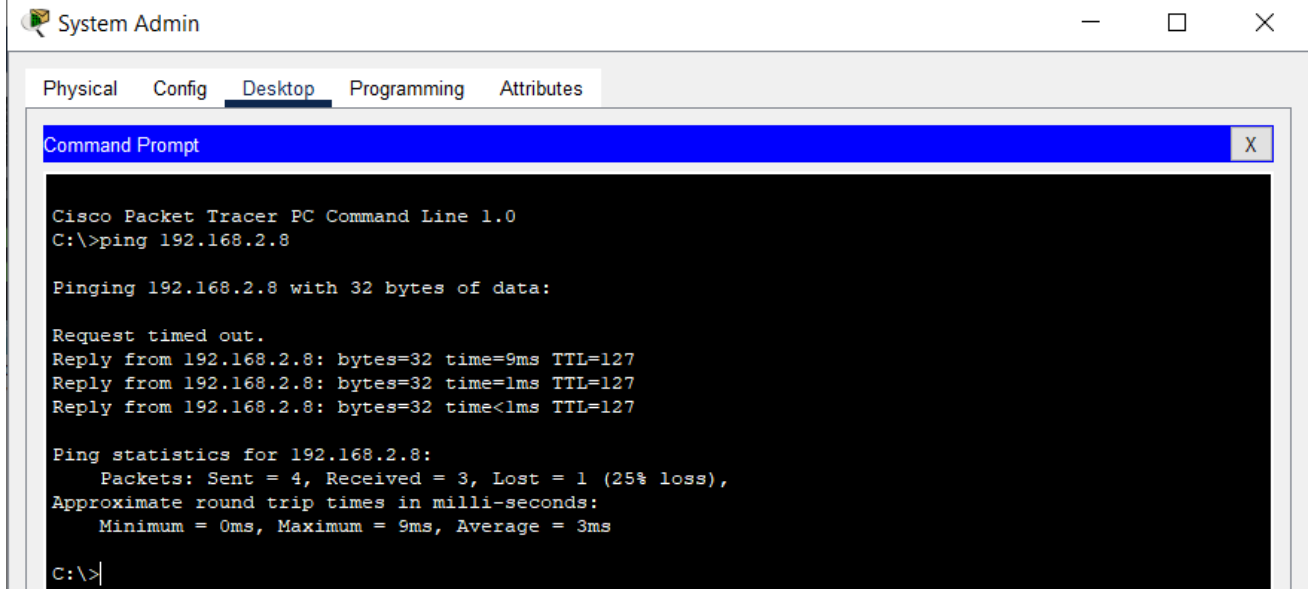 System Admin
Physical Config Desktop Programming Attributes
Command Prompt X
Cisco Packet Tracer PC Command Line 1.0
C:\>ping 192.168.2.8
Pinging 192.168.2.8 with 32 bytes of data:
Request timed out.
Reply from 192.168.2.8: bytes=32 time=9ms TTL=127
Reply from 192.168.2.8: bytes=32 time=1ms TTL=127
Reply from 192.168.2.8: bytes=32 time<1ms TTL=127
Ping statistics for 192.168.2.8:
Packets: Sent = 4, Received = 3, Lost = 1 (25% loss),
Approximate round trip times in milli-seconds:
Minimum = 0ms, Maximum = 9ms, Average = 3ms
C:\>